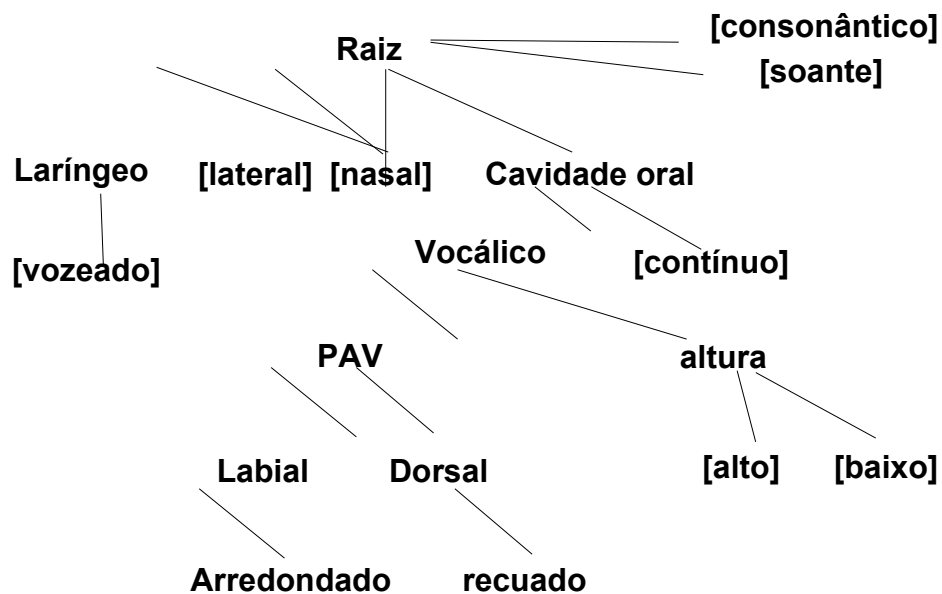 [consonântico]
Raiz
[soante]
Laríngeo [lateral] [nasal] Cavidade oral
Vocálico [contínuo]
[vozeado]
PAV altura
Labial Dorsal [alto] [baixo]
Arredondado recuado